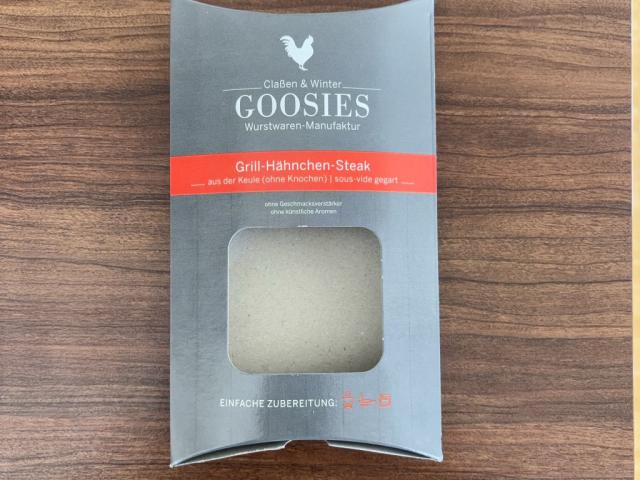 Claßen & Winter
GOOSIES
Wurstwaren-Manufaktur
Grill-Hähnchen-Steak
aus der Keule (ohne Knochen) | sous-vide gegart
ohne Geschmacksverstärker
ohne künstliche Aromen
EINFACHE ZUBEREITUNG: